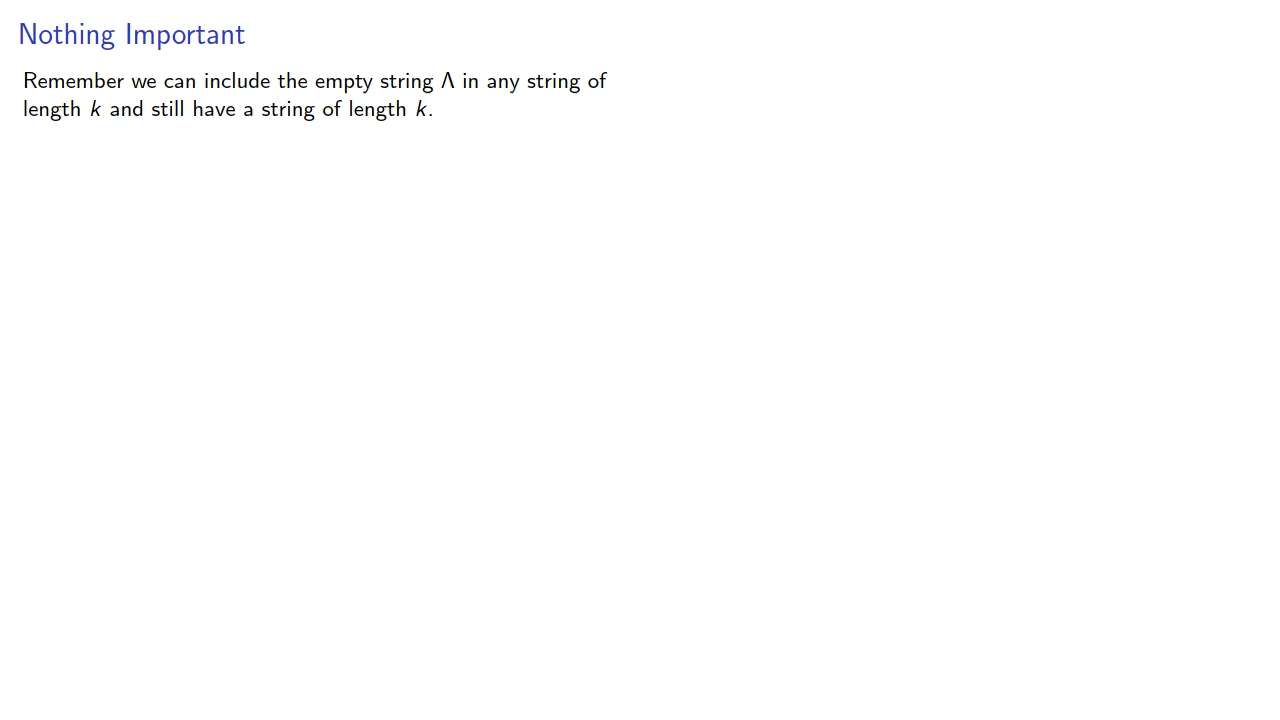 Nothing Important
Remember we can include the empty string Λ in any string of
length k and still have a string of length k.